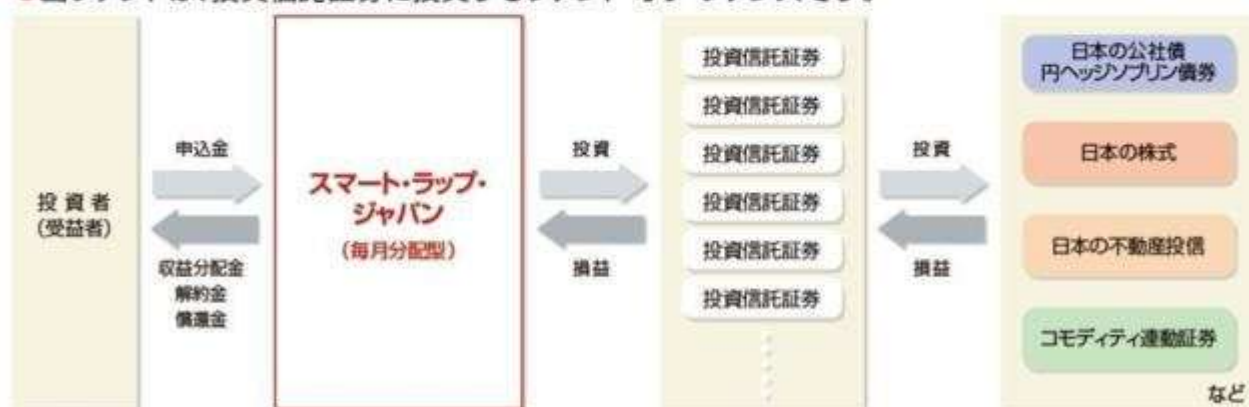 投資者
(受益者)
申込金
収益分配金
解約金
償還金
スマート・ラップ・
ジャパン
(毎月分配型)
投資
損益
投資信託証券
投資信託証券
投資信託証券
投資信託証券
投資信託証券
投資信託証券
投資
損益
日本の公社債
円ヘッジソブリン債券
日本の株式
日本の不動産投信
コモディティ連動証券
など